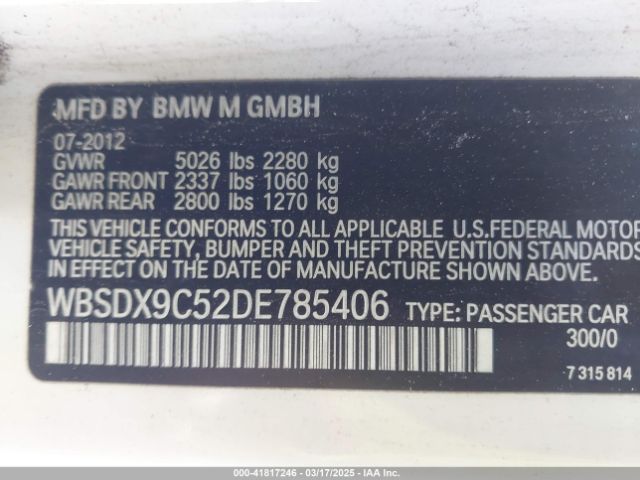 MFD BY BMW M GMBH
07-2012
GVWR 5026 lbs 2280 kg
GAWR FRONT 2337 lbs 1060 kg
GAWR REAR 2800 lbs 1270 kg
THIS VEHICLE CONFORMS TO ALL APPLICABLE U.S.FEDERAL MOTOR
VEHICLE SAFETY, BUMPER AND THEFT PREVENTION STANDARDS
IN EFFECT ON THE DATE OF MANUFACTURE SHOWN ABOVE.
WBSDX9C52DE785406 TYPE: PASSENGER CAR
300/0
7 315 814
000-41817246 - 03/17/2025 - IAAI.COM